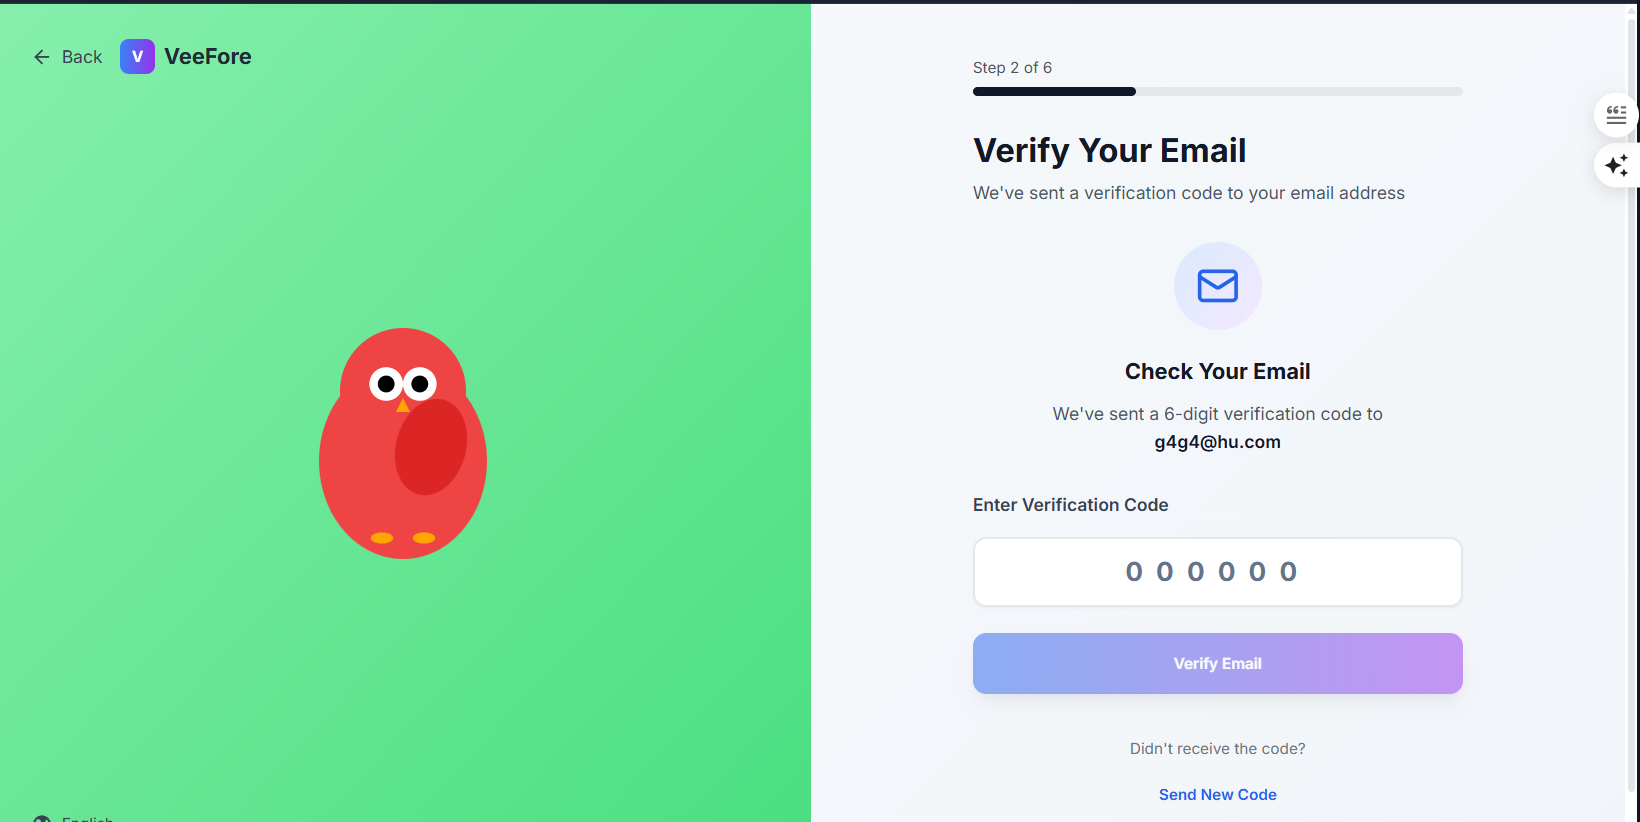 Back
V
VeeFore
Step 2 of 6
Verify Your Email
We've sent a verification code to your email address
Check Your Email
We've sent a 6-digit verification code to
g4g4@hu.com
Enter Verification Code
0 0 0 0 0 0
Verify Email
Didn't receive the code?
Send New Code
English